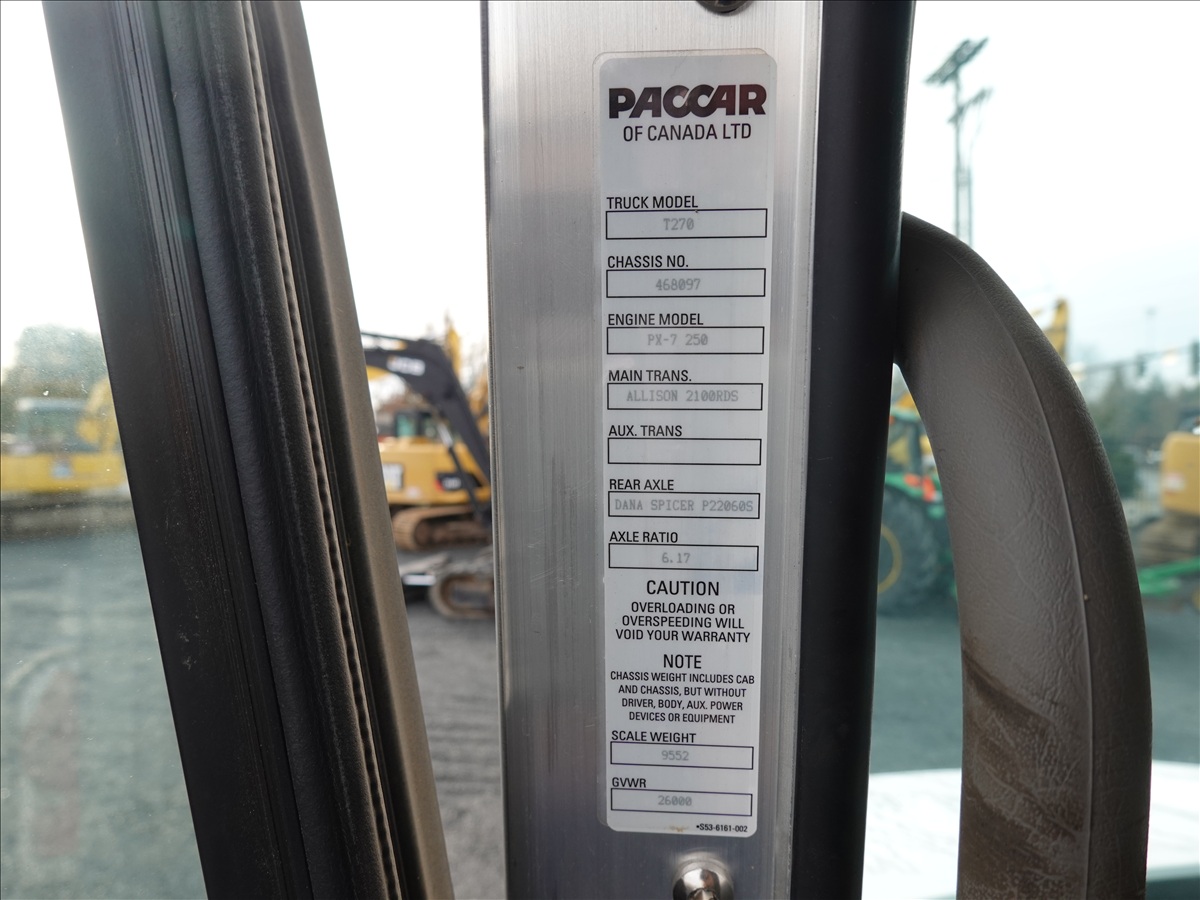 PACCAR
OF CANADA LTD
TRUCK MODEL
T270
CHASSIS NO.
468097
ENGINE MODEL
PX-7 250
MAIN TRANS.
ALLISON 2100RDS
AUX. TRANS
REAR AXLE
DANA SPICER P22060S
AXLE RATIO
6.17
CAUTION
OVERLOADING OR
OVERSPEEDING WILL
VOID YOUR WARRANTY
NOTE
CHASSIS WEIGHT INCLUDES CAB
AND CHASSIS, BUT WITHOUT
DRIVER, BODY, AUX. POWER
DEVICES OR EQUIPMENT
SCALE WEIGHT
9552
GVWR
26000
•S53-6161-002